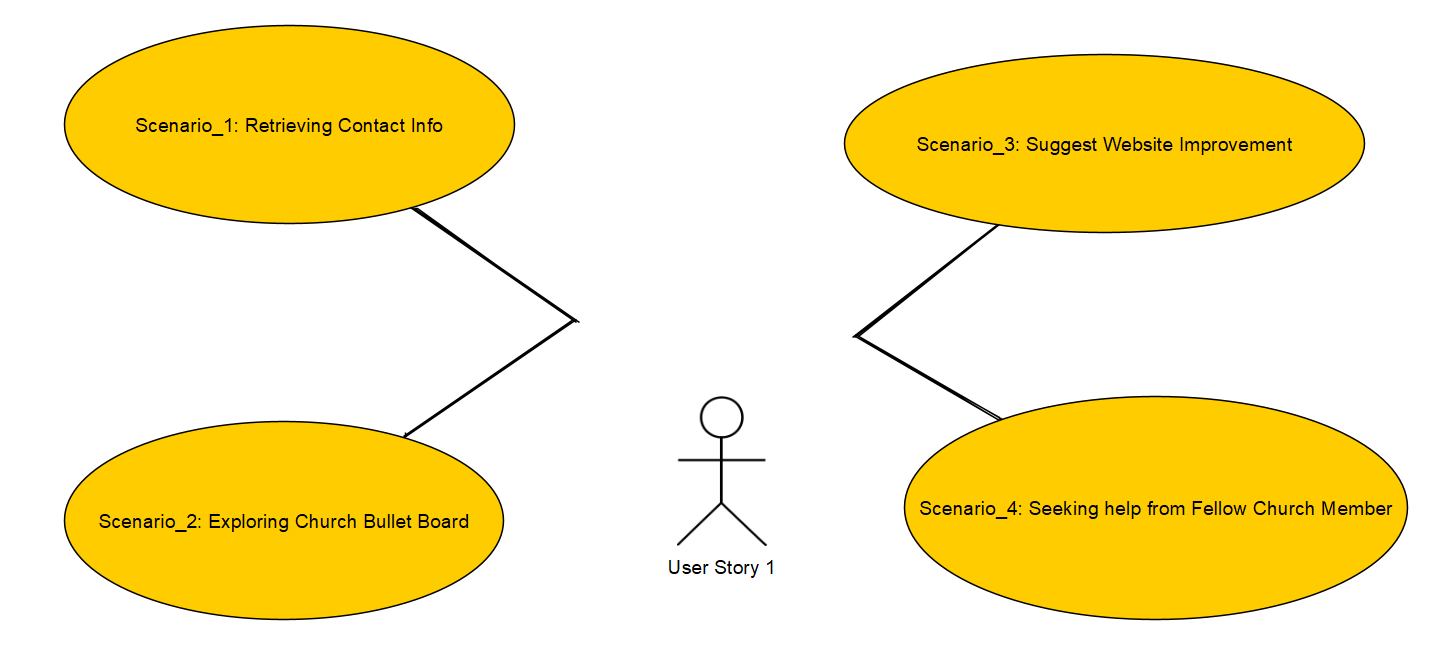 Scenario_1: Retrieving Contact Info
Scenario_3: Suggest Website Improvement
Scenario_2: Exploring Church Bullet Board
Scenario_4: Seeking help from Fellow Church Member
User Story 1